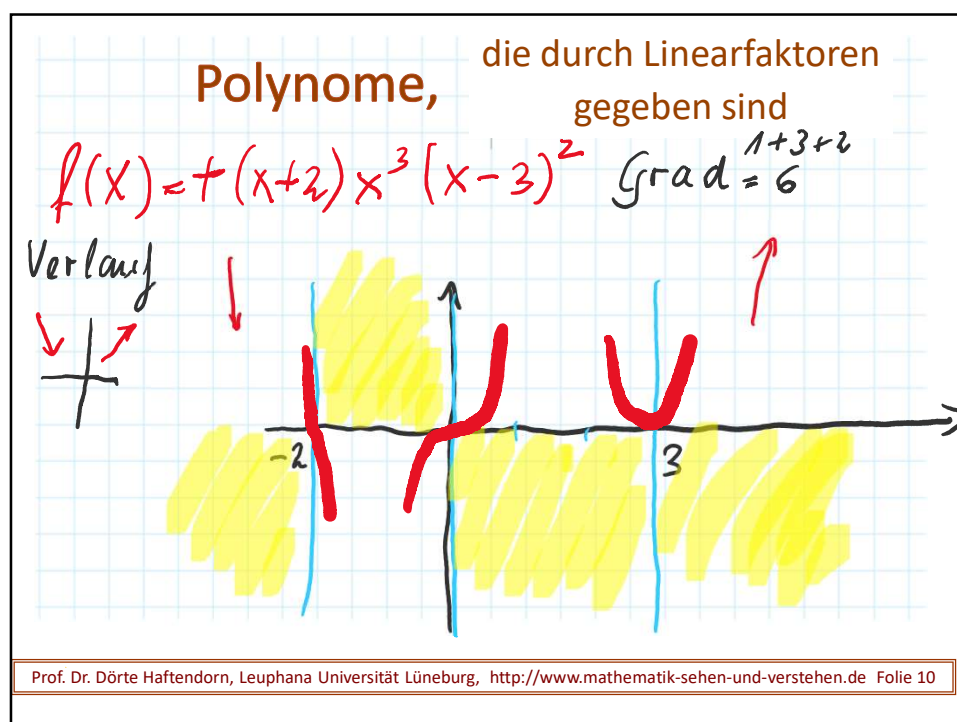 Polynome,
die durch Linearfaktoren
gegeben sind
f(x) = + (x+2) x³ (x-3)²
Grad = 1+3+2
6
Verlauf
-2
3
Prof. Dr. Dörte Haftendorn, Leuphana Universität Lüneburg, http://www.mathematik-sehen-und-verstehen.de Folie 10